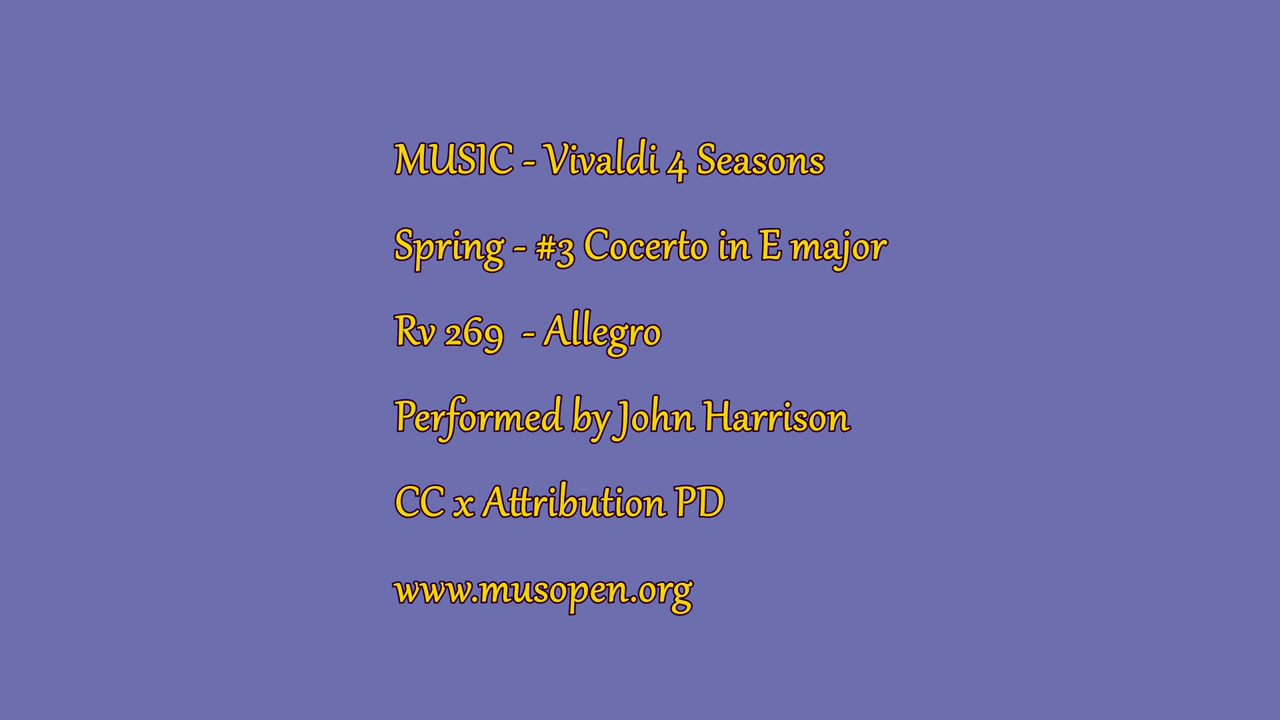 MUSIC - Vivaldi 4 Seasons
Spring - #3 Cocerto in E major
Rv 269 - Allegro
Performed by John Harrison
CC x Attribution PD
www.musopen.org